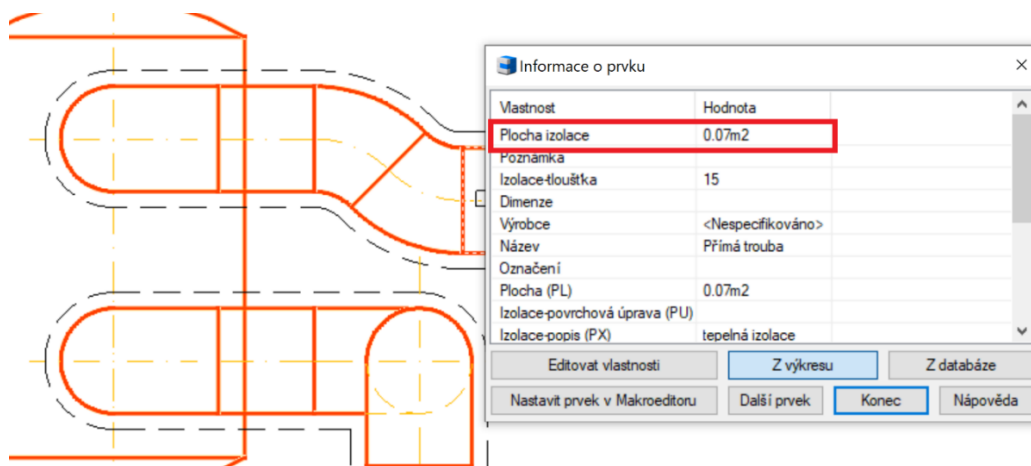 Informace o prvku
Vlastnost Hodnota
Plocha izolace 0.07m2
Poznámka
Izolace-tloušťka 15
Dimenze
Výrobce <Nespecifikováno>
Název Přímá trouba
Označení
Plocha (PL) 0.07m2
Izolace-povrchová úprava (PU)
Izolace-popis (PX) tepelná izolace
Editovat vlastnosti Z výkresu Z databáze
Nastavit prvek v Makroeditoru Další prvek Konec Nápověda